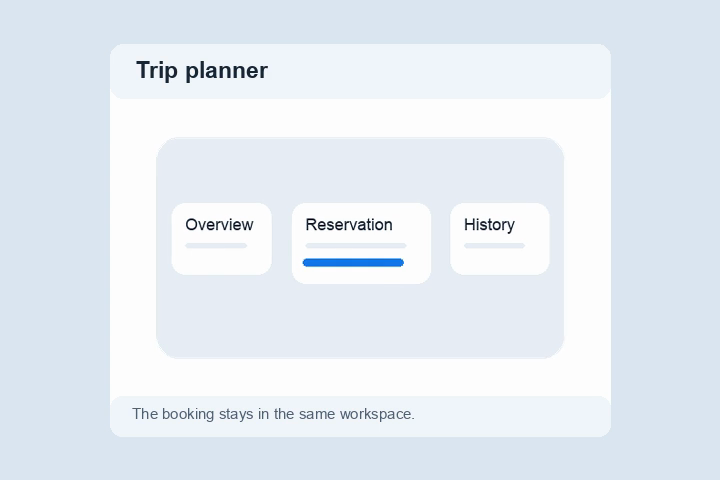 Trip planner
Overview
Reservation
History
The booking stays in the same workspace.